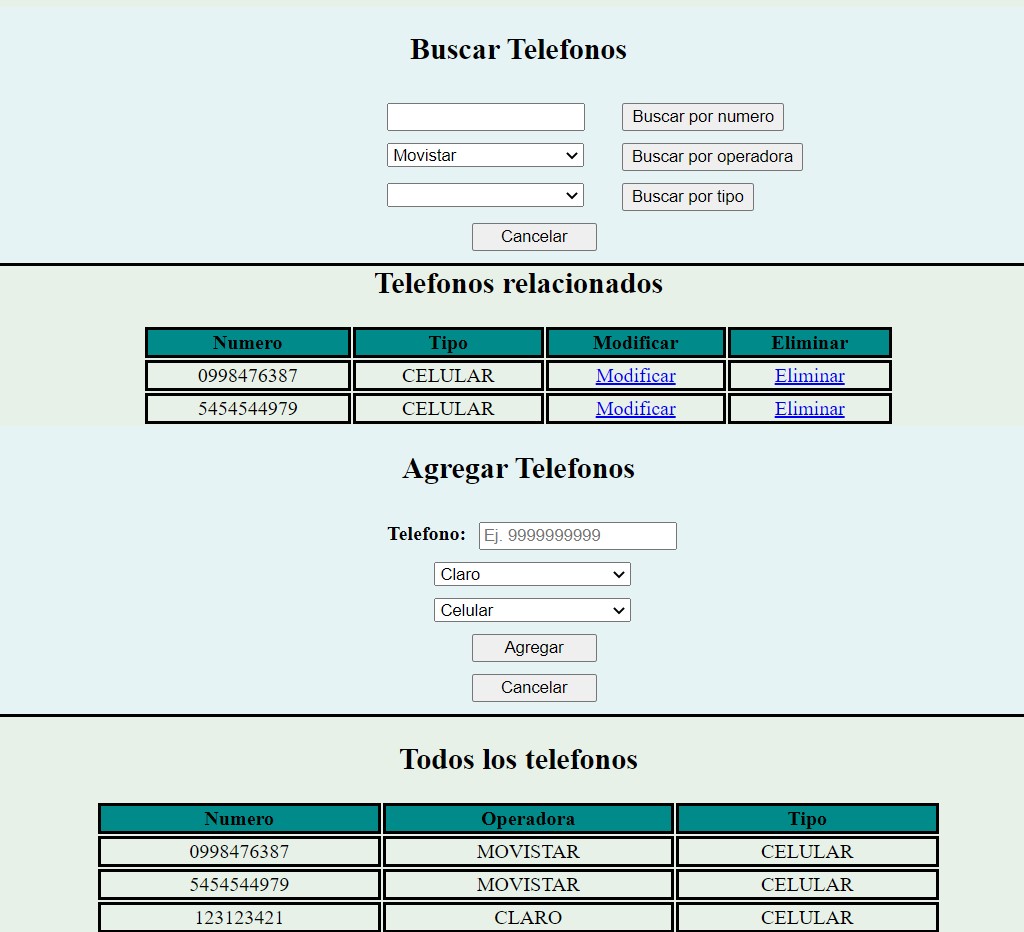 Buscar Telefonos
Buscar por numero
Movistar Buscar por operadora
Buscar por tipo
Cancelar
Telefonos relacionados
Numero Tipo Modificar Eliminar
0998476387 CELULAR Modificar Eliminar
5454544979 CELULAR Modificar Eliminar
Agregar Telefonos
Telefono: Ej. 9999999999
Claro
Celular
Agregar
Cancelar
Todos los telefonos
Numero Operadora Tipo
0998476387 MOVISTAR CELULAR
5454544979 MOVISTAR CELULAR
123123421 CLARO CELULAR